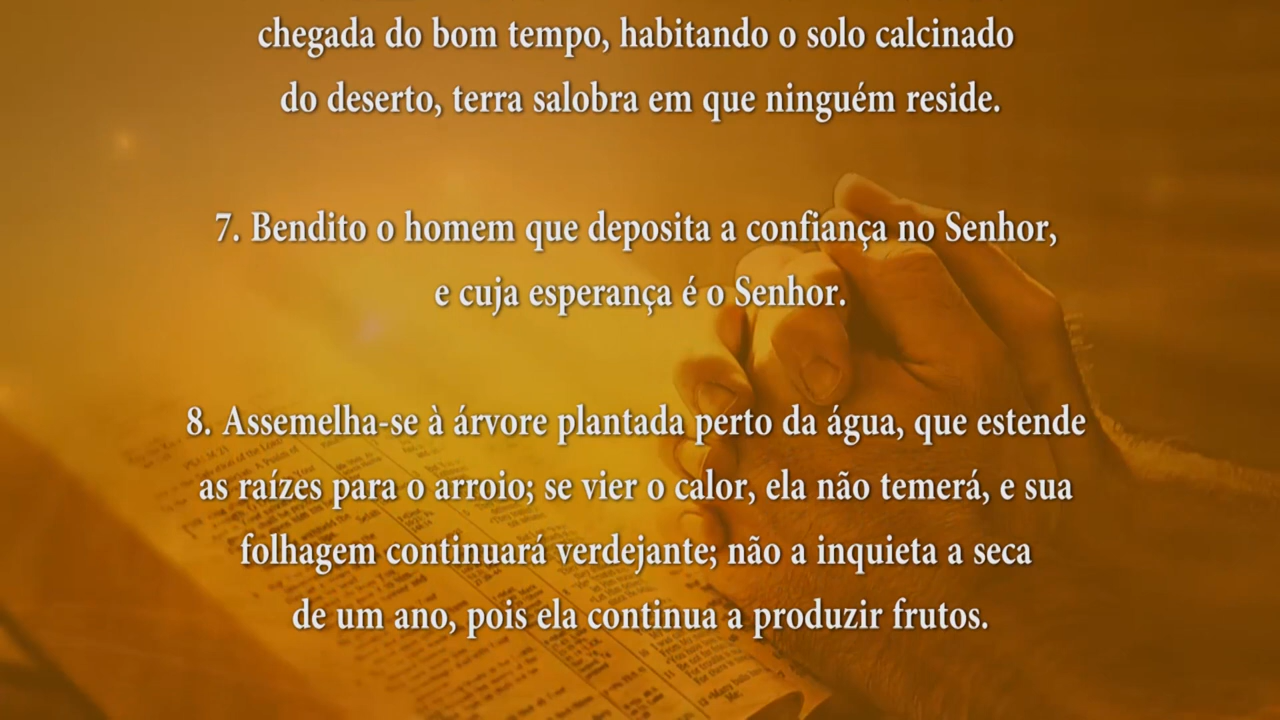 chegada do bom tempo, habitando o solo calcinado
do deserto, terra salobra em que ninguém reside.
7. Bendito o homem que deposita a confiança no Senhor,
e cuja esperança é o Senhor.
8. Assemelha-se à árvore plantada perto da água, que estende
as raízes para o arroio; se vier o calor, ela não temerá, e sua
folhagem continuará verdejante; não a inquieta a seca
de um ano, pois ela continua a produzir frutos.